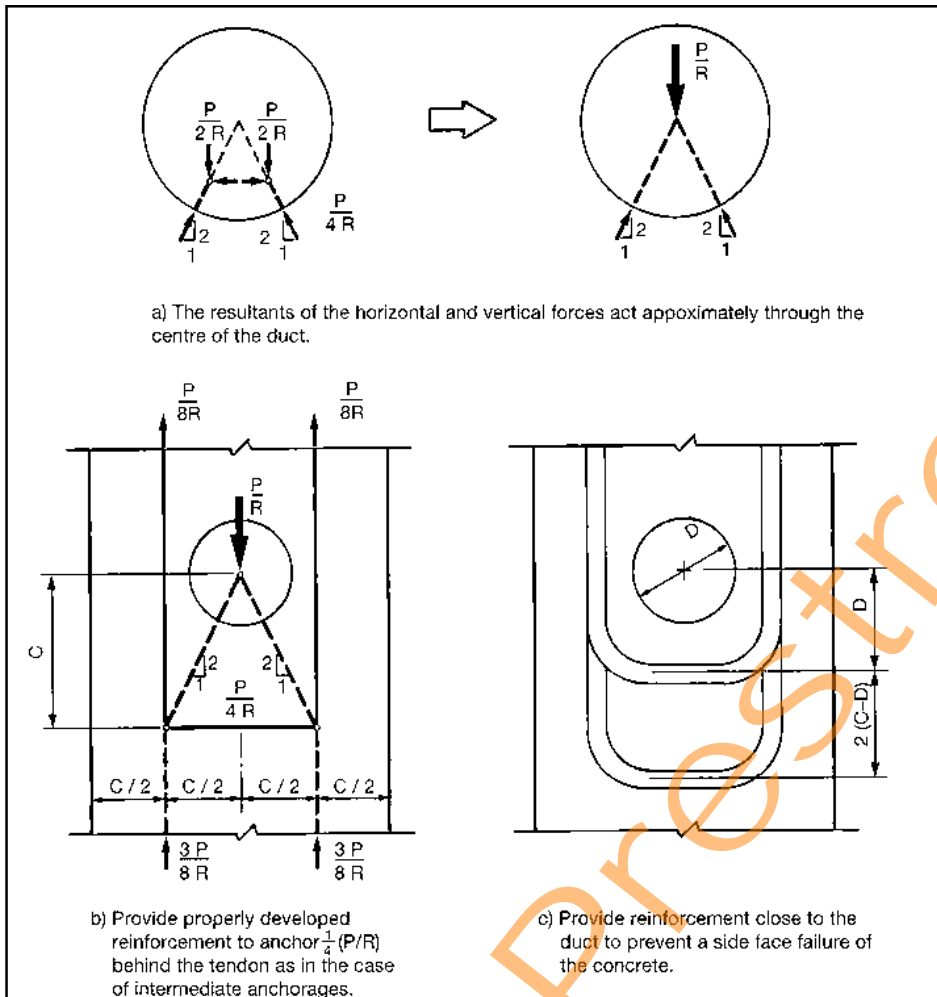 P
R
P
2 R
P
2 R
P
4 R
2
1
2
1
2
1
2
1
a) The resultants of the horizontal and vertical forces act appoximately through the
centre of the duct.
P
8R
P
8R
P
R
C
2
1
2
1
P
4 R
C / 2
C / 2
C / 2
C / 2
3 P
8 R
3 P
8 R
D
D
2 (C–D)
b) Provide properly developed
reinforcement to anchor 1/4 (P/R)
behind the tendon as in the case
of intermediate anchorages.
c) Provide reinforcement close to the
duct to prevent a side face failure of
the concrete.
Prestre